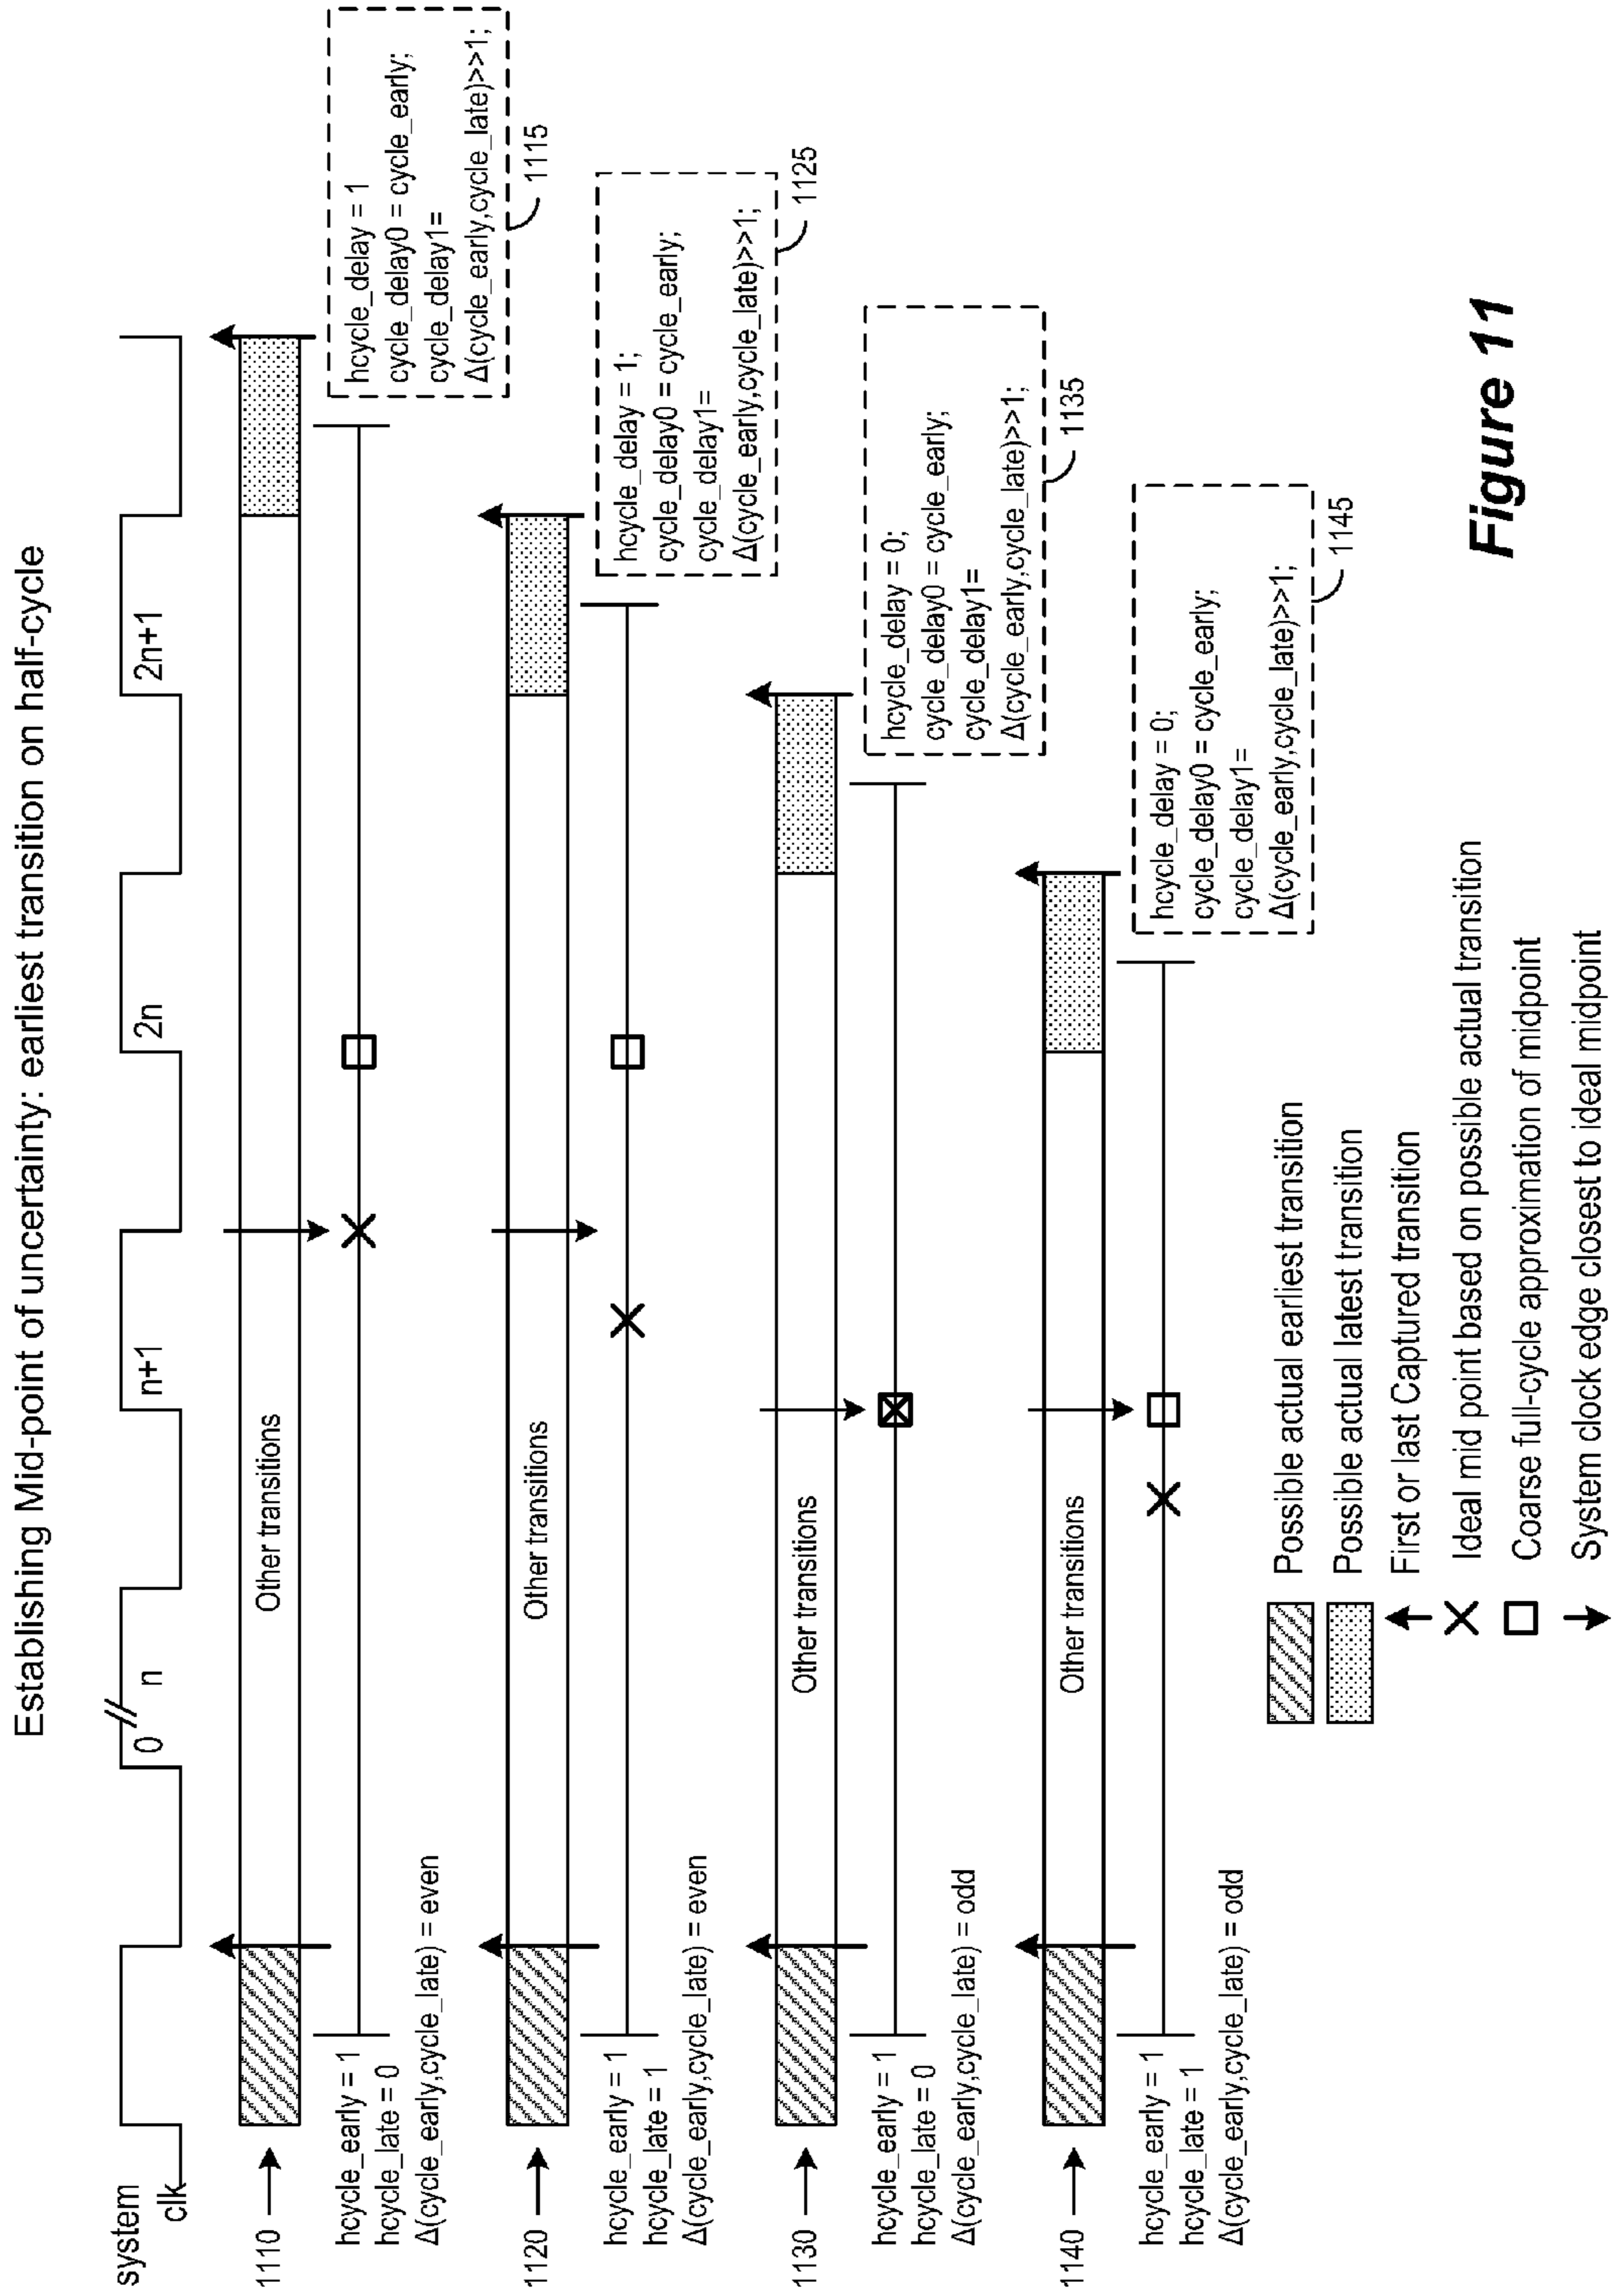 Establishing Mid-point of uncertainty: earliest transition on half-cycle
system
clk
0
n
n+1
2n
2n+1
1110
Other transitions
hcycle_early = 1
hcycle_late = 0
Δ(cycle_early,cycle_late) = even
hcycle_delay = 1
cycle_delay0 = cycle_early;
cycle_delay1=
Δ(cycle_early,cycle_late)>>1;
1115
1120
Other transitions
hcycle_early = 1
hcycle_late = 1
Δ(cycle_early,cycle_late) = even
hcycle_delay = 1;
cycle_delay0 = cycle_early;
cycle_delay1=
Δ(cycle_early,cycle_late)>>1;
1125
1130
Other transitions
hcycle_early = 1
hcycle_late = 0
Δ(cycle_early,cycle_late) = odd
hcycle_delay = 0;
cycle_delay0 = cycle_early;
cycle_delay1=
Δ(cycle_early,cycle_late)>>1;
1135
1140
Other transitions
hcycle_early = 1
hcycle_late = 1
Δ(cycle_early,cycle_late) = odd
hcycle_delay = 0;
cycle_delay0 = cycle_early;
cycle_delay1=
Δ(cycle_early,cycle_late)>>1;
1145
Possible actual earliest transition
Possible actual latest transition
First or last Captured transition
Ideal mid point based on possible actual transition
Coarse full-cycle approximation of midpoint
System clock edge closest to ideal midpoint
Figure 11